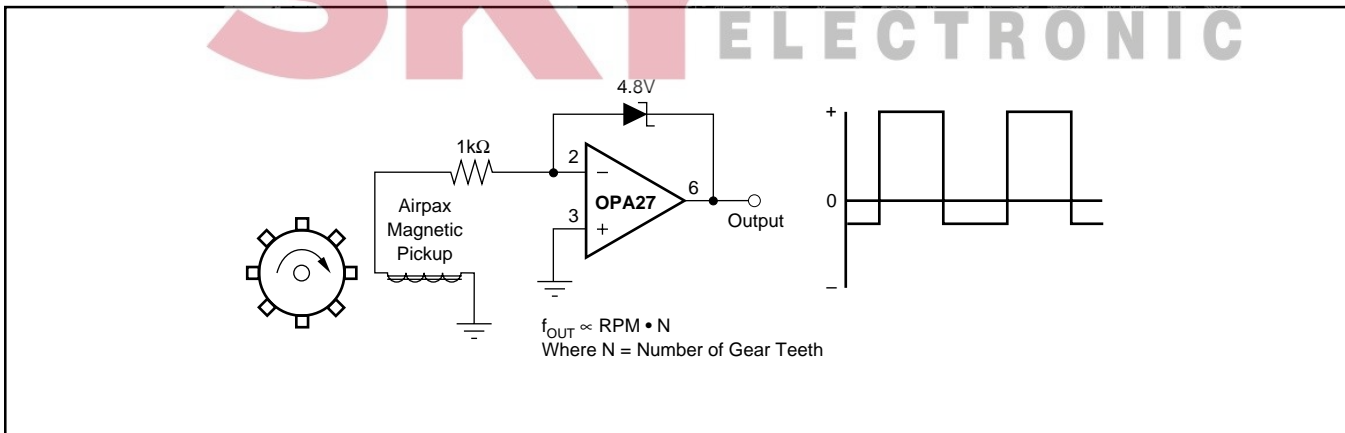 SKY
ELECTRONIC
4.8V
1kΩ
2
−
OPA27
6
3
+
Output
Airpax
Magnetic
Pickup
+
0
−
f_OUT ∝ RPM • N
Where N = Number of Gear Teeth